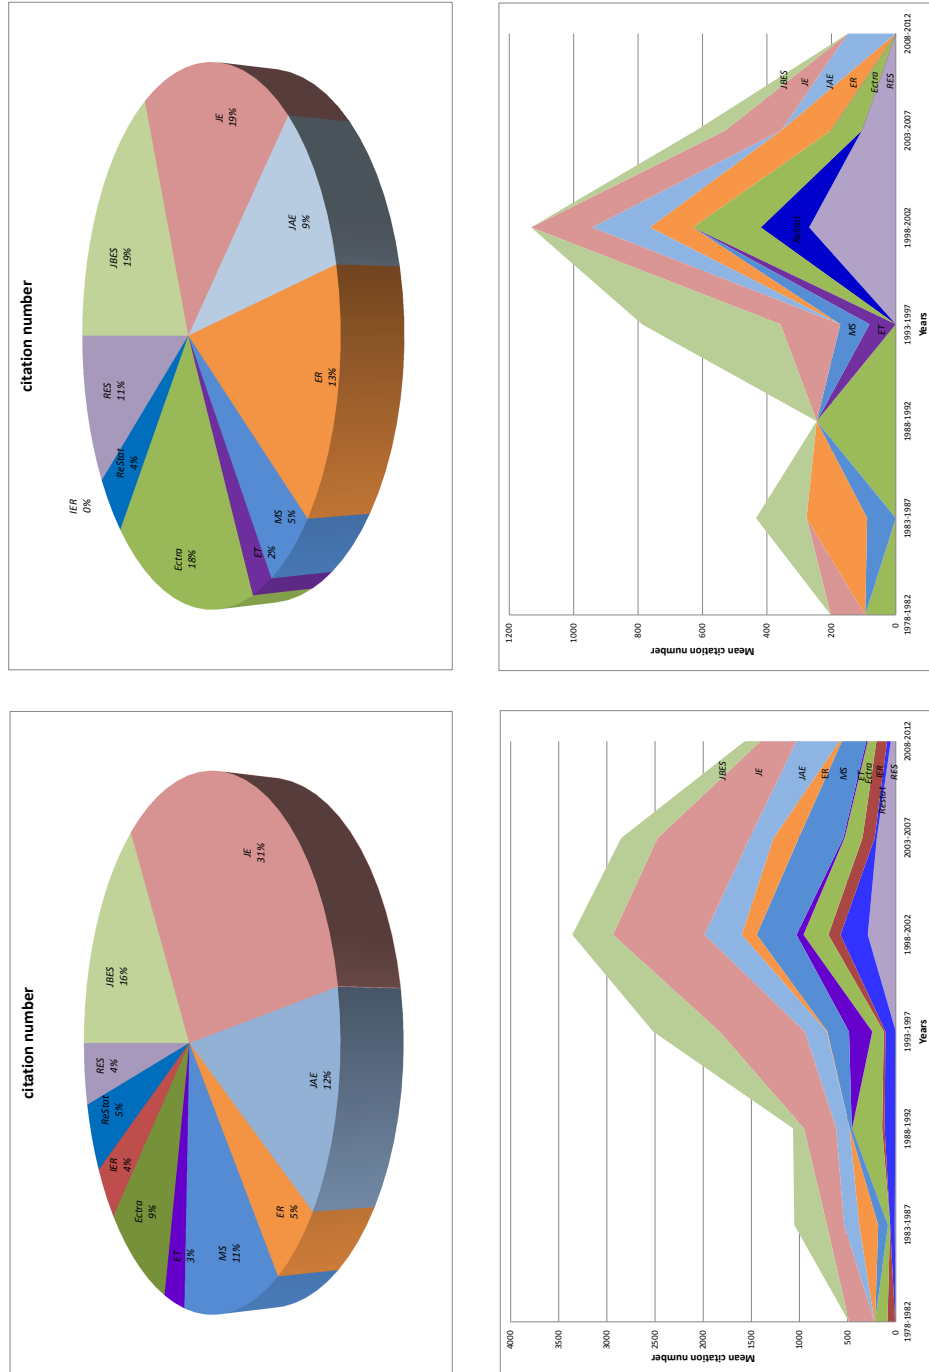 citation number
JBES
16%
JE
31%
JAE
12%
ER
5%
MS
11%
ET
3%
Ectra
9%
IER
4%
ReStat
5%
RES
4%
citation number
JBES
19%
JE
19%
JAE
9%
ER
13%
MS
5%
ET
2%
Ectra
18%
IER
0%
ReStat
4%
RES
11%
Mean citation number
4000
3500
3000
2500
2000
1500
1000
500
0
1978-1982
1983-1987
1988-1992
1993-1997
1998-2002
2003-2007
2008-2012
Years
JBES
JE
JAE
ER
MS
ET
Ectra
IER
Restat
RES
Mean citation number
1200
1000
800
600
400
200
0
1978-1982
1983-1987
1988-1992
1993-1997
1998-2002
2003-2007
2008-2012
Years
JBES
JE
JAE
ER
Ectra
RES
ReStat
MS
ET